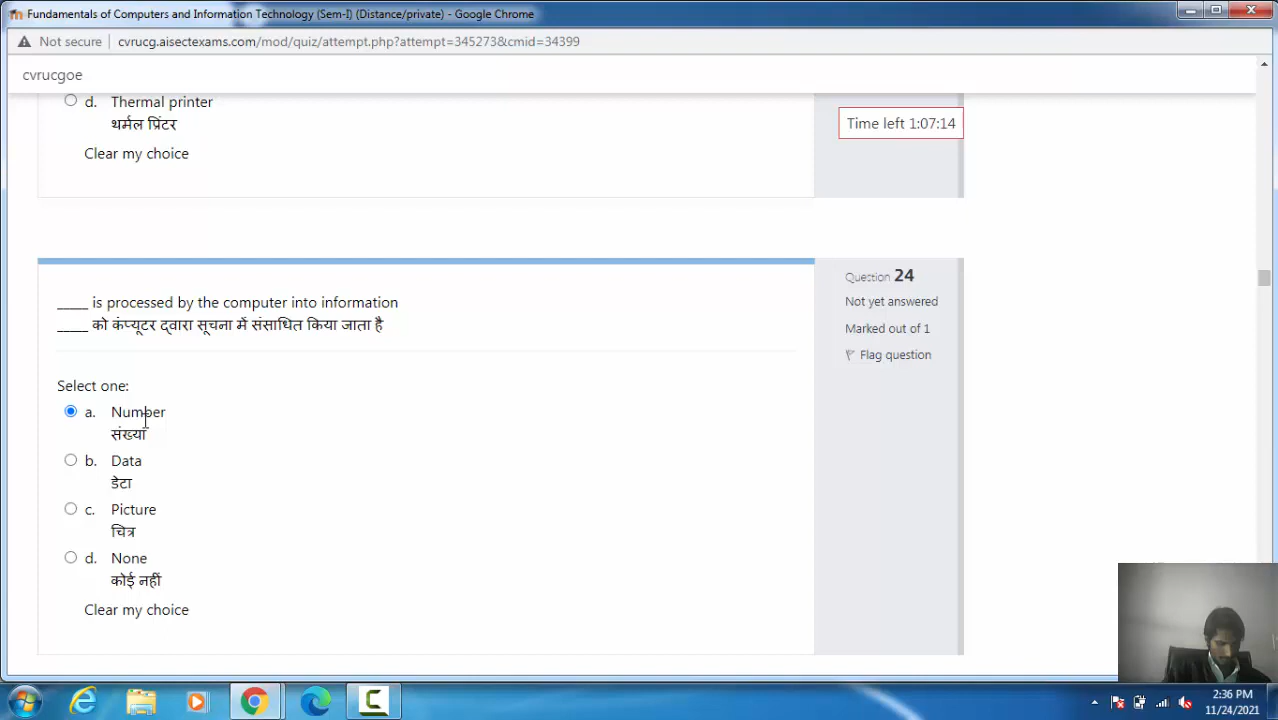 Fundamentals of Computers and Information Technology (Sem-I) (Distance/private) - Google Chrome
Not secure | cvrucg.aisectexams.com/mod/quiz/attempt.php?attempt=345273&cmid=34399
cvrucgoe
d. Thermal printer
थर्मल प्रिंटर
Clear my choice
Time left 1:07:14
_____ is processed by the computer into information
_____ को कंप्यूटर द्वारा सूचना में संसाधित किया जाता है
Select one:
a. Number
संख्या
b. Data
डेटा
c. Picture
चित्र
d. None
कोई नहीं
Clear my choice
Question 24
Not yet answered
Marked out of 1
Flag question
2:36 PM
11/24/2021